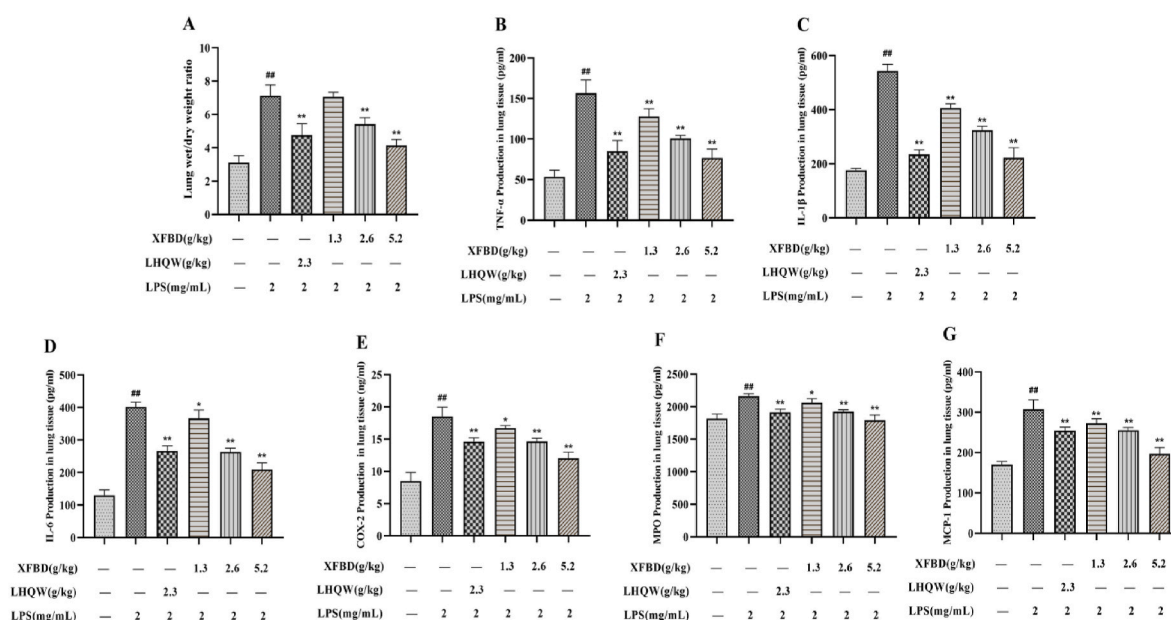 A
Lung wet/dry weight ratio
10
8
6
4
2
0
##
**
**
**
XFBD(g/kg) — — — 1.3 2.6 5.2
LHQW(g/kg) — — 2.3 — — —
LPS(mg/mL) — 2 2 2 2 2
B
TNF-α Production in lung tissue (pg/ml)
200
150
100
50
0
##
**
**
**
**
XFBD(g/kg) — — — 1.3 2.6 5.2
LHQW(g/kg) — — 2.3 — — —
LPS(mg/mL) — 2 2 2 2 2
C
IL-1β Production in lung tissue (pg/ml)
600
400
200
0
##
**
**
**
**
XFBD(g/kg) — — — 1.3 2.6 5.2
LHQW(g/kg) — — 2.3 — — —
LPS(mg/mL) — 2 2 2 2 2
D
IL-6 Production in lung tissue (pg/ml)
500
400
300
200
100
0
##
**
*
**
**
XFBD(g/kg) — — — 1.3 2.6 5.2
LHQW(g/kg) — — 2.3 — — —
LPS(mg/mL) — 2 2 2 2 2
E
COX-2 Production in lung tissue (ng/ml)
25
20
15
10
5
0
##
**
*
**
**
XFBD(g/kg) — — — 1.3 2.6 5.2
LHQW(g/kg) — — 2.3 — — —
LPS(mg/mL) — 2 2 2 2 2
F
MPO Production in lung tissue (pg/ml)
2500
2000
1500
1000
500
0
##
**
*
**
**
XFBD(g/kg) — — — 1.3 2.6 5.2
LHQW(g/kg) — — 2.3 — — —
LPS(mg/mL) — 2 2 2 2 2
G
MCP-1 Production in lung tissue (pg/ml)
400
300
200
100
0
##
**
**
**
**
XFBD(g/kg) — — — 1.3 2.6 5.2
LHQW(g/kg) — — 2.3 — — —
LPS(mg/mL) — 2 2 2 2 2